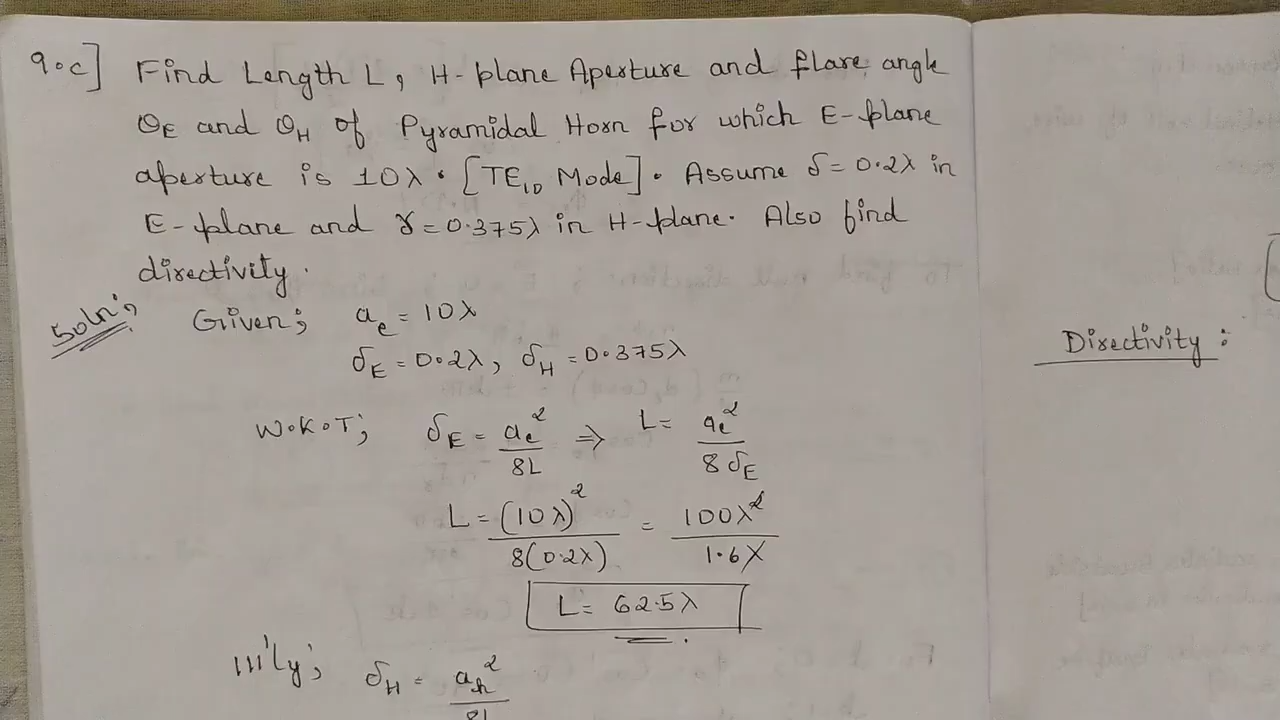 9.c] Find Length L, H-plane Aperture and flare angle
θE and θH of Pyramidal Horn for which E-plane
aperture is 10λ. [TE10 Mode]. Assume δ=0.2λ in
E-plane and γ=0.375λ in H-plane. Also find
directivity.
Soln; Given; ae = 10λ
δE = 0.2λ, δH = 0.375λ
W.K.T; δE = ae²/8L ⇒ L = ae²/8δE
L = (10λ)²/8(0.2λ) = 100λ²/1.6λ
L = 62.5λ
lll'ly; δH = ah²/8L
Directivity: